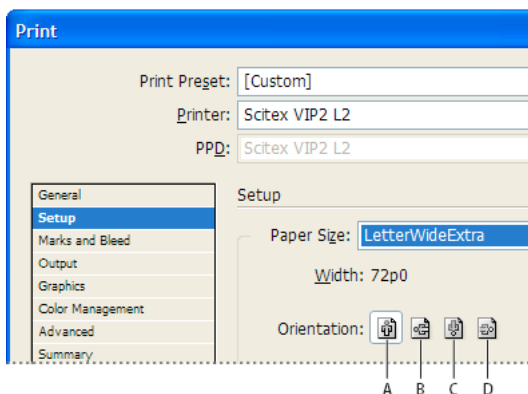 Print
Print Preset: [Custom]
Printer: Scitex VIP2 L2
PPD: Scitex VIP2 L2
General
Setup
Marks and Bleed
Output
Graphics
Color Management
Advanced
Summary
Setup
Paper Size: LetterWideExtra
Width: 72p0
Orientation:
A B C D